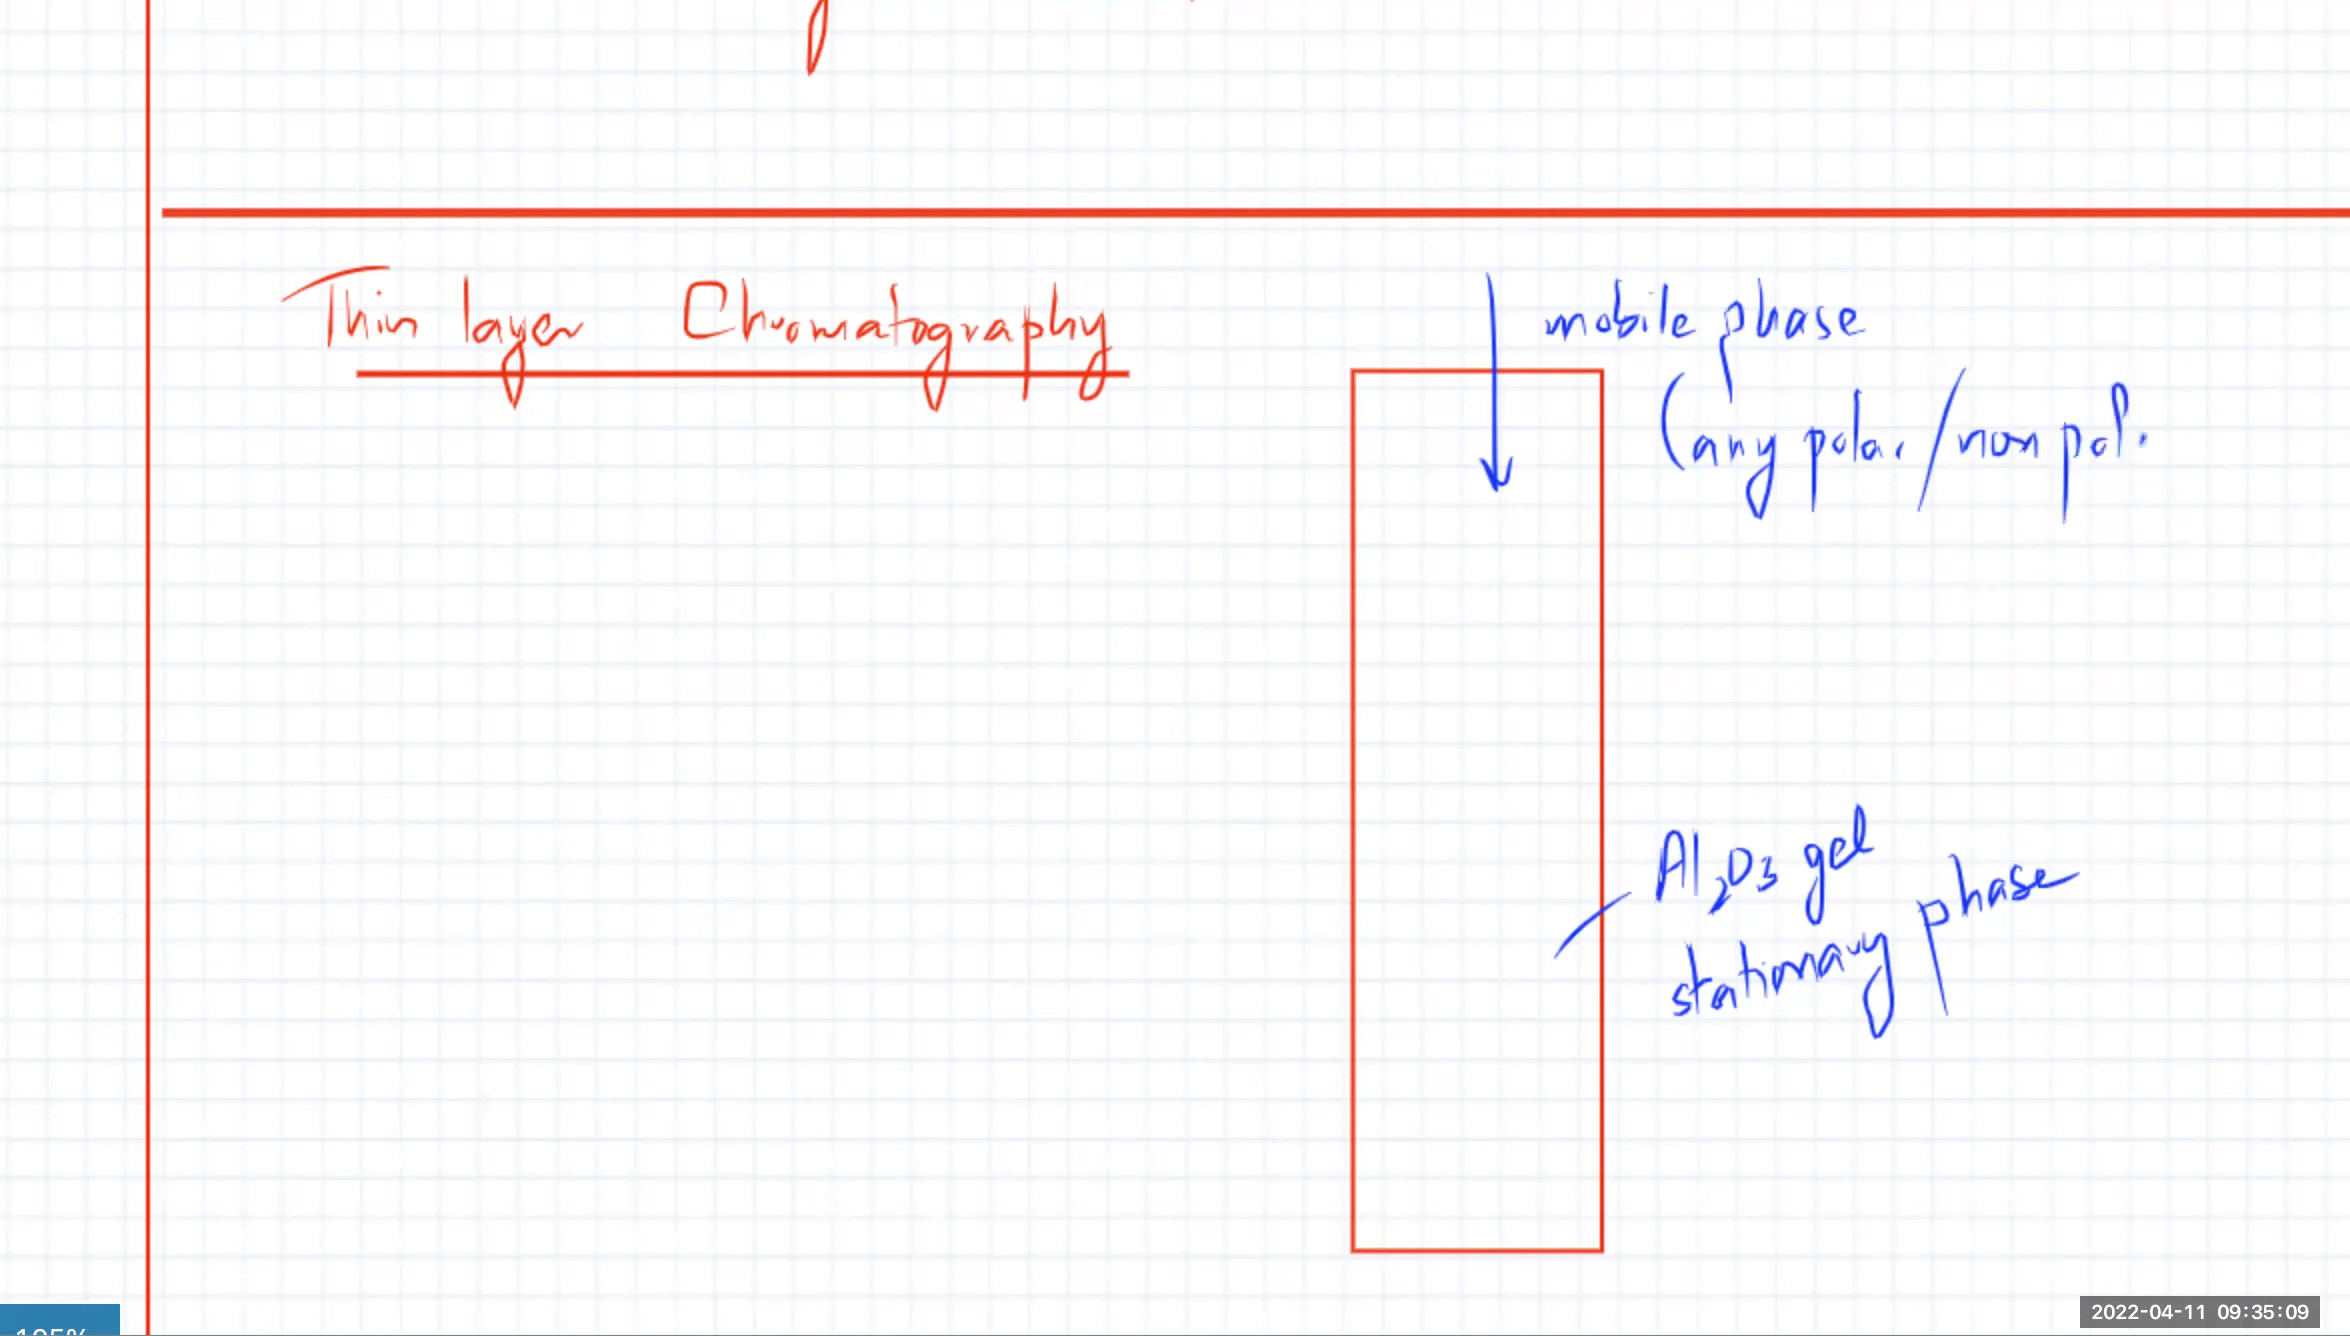 Thin layer Chromatography
mobile phase
(any polar/non pol.
Al2O3 gel
stationary phase
2022-04-11 09:35:09